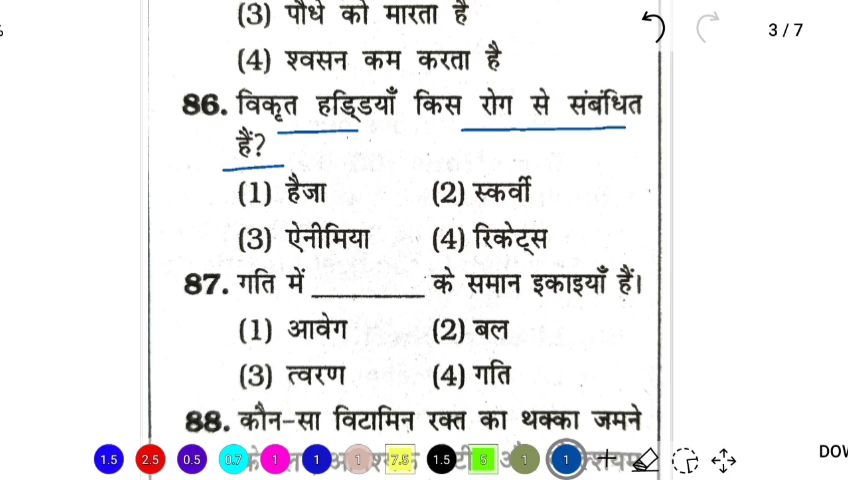 (3) पौधे को मारता है
3 / 7
(4) श्वसन कम करता है
86. विकृत हड्डियाँ किस रोग से संबंधित
हैं?
(1) हैजा (2) स्कर्वी
(3) ऐनीमिया (4) रिकेट्स
87. गति में ________ के समान इकाइयाँ हैं।
(1) आवेग (2) बल
(3) त्वरण (4) गति
88. कौन-सा विटामिन रक्त का थक्का जमने
1.5 2.5 0.5 0.7 1 1 1 7.5 1.5 5 1 1